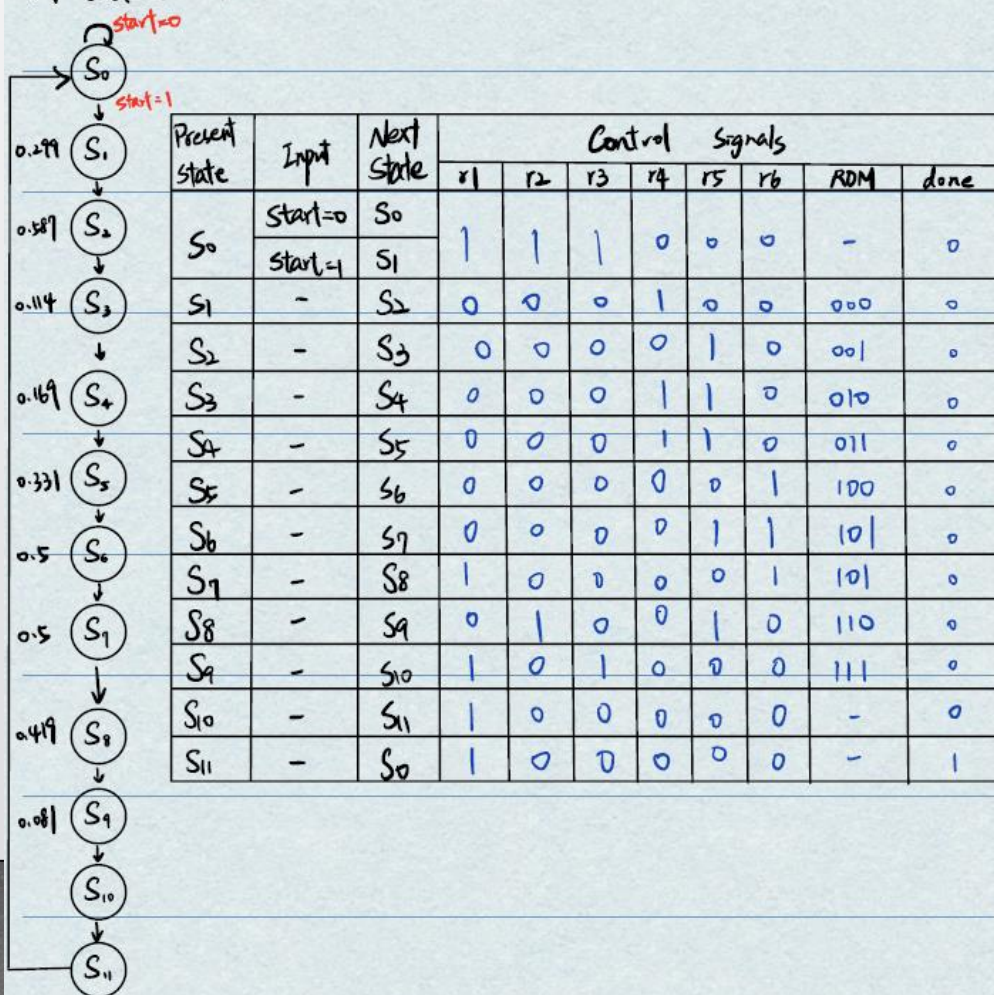 start=0
S₀
start=1
0.299 S₁
0.587 S₂
0.114 S₃
0.169 S₄
0.331 S₅
0.5 S₆
0.5 S₇
0.419 S₈
0.081 S₉
S₁₀
S₁₁
Present state Input Next State Control Signals
r1 r2 r3 r4 r5 r6 ROM done
S0 start=0 S0 1 1 1 0 0 0 - 0
start=1 S1
S1 - S2 0 0 0 1 0 0 000 0
S2 - S3 0 0 0 0 1 0 001 0
S3 - S4 0 0 0 1 1 0 010 0
S4 - S5 0 0 0 1 1 0 011 0
S5 - S6 0 0 0 0 0 1 100 0
S6 - S7 0 0 0 0 1 1 101 0
S7 - S8 1 0 0 0 0 1 101 0
S8 - S9 0 1 0 0 1 0 110 0
S9 - S10 1 0 1 0 0 0 111 0
S10 - S11 1 0 0 0 0 0 - 0
S11 - S0 1 0 0 0 0 0 - 1